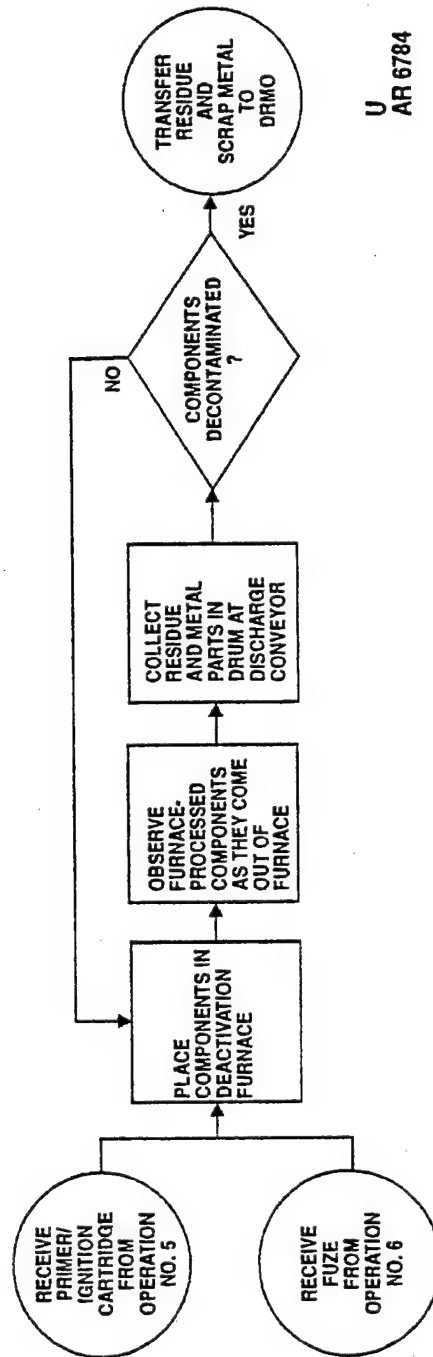 RECEIVE
PRIMER/
IGNITION
CARTRIDGE
FROM
OPERATION
NO. 5
RECEIVE
FUZE
FROM
OPERATION
NO. 6
PLACE
COMPONENTS IN
DEACTIVATION
FURNACE
OBSERVE
FURNACE-
PROCESSED
COMPONENTS
AS THEY COME
OUT OF
FURNACE
COLLECT
RESIDUE
AND METAL
PARTS IN
DRUM AT
DISCHARGE
CONVEYOR
COMPONENTS
DECONTAMINATED
?
NO
YES
TRANSFER
RESIDUE
AND
SCRAP METAL
TO
DRMO
U
AR 6784